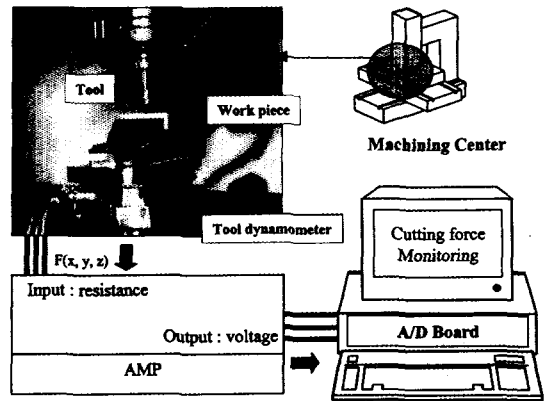 Tool
Work piece
Machining Center
Tool dynamometer
F(x, y, z)
Input : resistance
Output : voltage
AMP
Cutting force
Monitoring
A/D Board